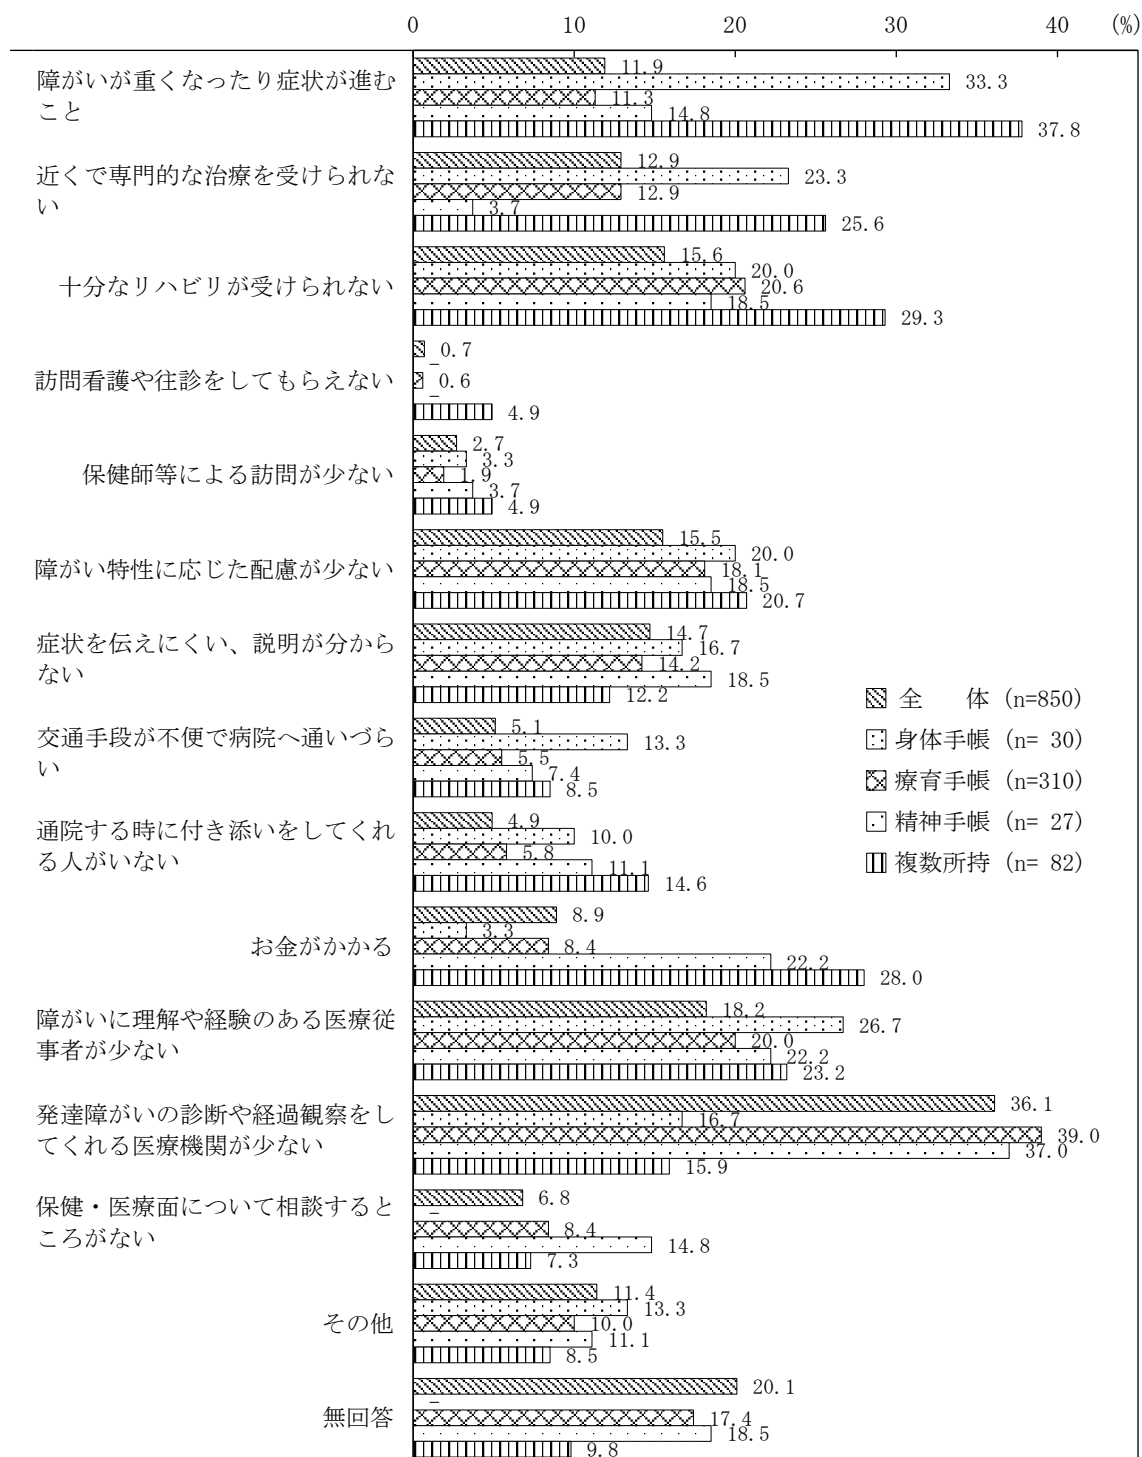 0 10 20 30 40 (%)
障がいが重くなったり症状が進む
こと
11.9
33.3
11.3
14.8
37.8
近くで専門的な治療を受けられな
い
12.9
23.3
12.9
3.7
25.6
十分なリハビリが受けられない
15.6
20.0
20.6
18.5
29.3
訪問看護や往診をしてもらえない
0.7
–
0.6
–
4.9
保健師等による訪問が少ない
2.7
3.3
1.9
3.7
4.9
障がい特性に応じた配慮が少ない
15.5
20.0
18.1
18.5
20.7
症状を伝えにくい、説明が分から
ない
14.7
16.7
14.2
18.5
12.2
交通手段が不便で病院へ通いづら
い
5.1
13.3
5.5
7.4
8.5
通院する時に付き添いをしてくれ
る人がいない
4.9
10.0
5.8
11.1
14.6
お金がかかる
8.9
3.3
8.4
22.2
28.0
障がいに理解や経験のある医療従
事者が少ない
18.2
26.7
20.0
22.2
23.2
発達障がいの診断や経過観察をし
てくれる医療機関が少ない
36.1
16.7
39.0
37.0
15.9
保健・医療面について相談すると
ころがない
6.8
–
8.4
14.8
7.3
その他
11.4
13.3
10.0
11.1
8.5
無回答
20.1
–
17.4
18.5
9.8
全　体 (n=850)
身体手帳 (n= 30)
療育手帳 (n=310)
精神手帳 (n= 27)
複数所持 (n= 82)